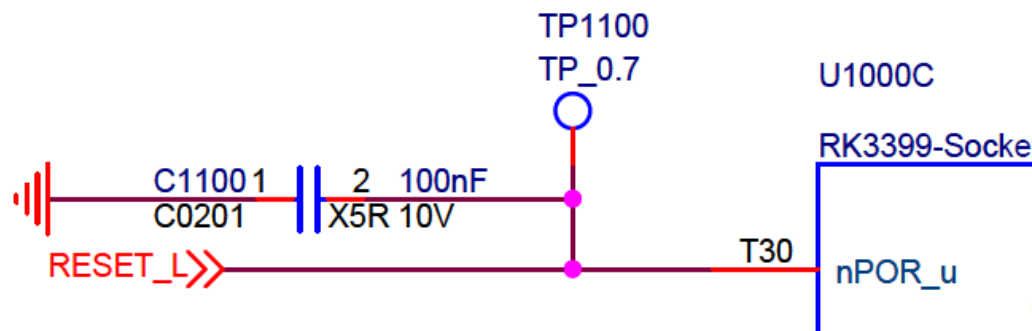 TP1100
TP_0.7
U1000C
RK3399-Socke
C1100 1 2 100nF
C0201 X5R 10V
RESET_L
T30
nPOR_u